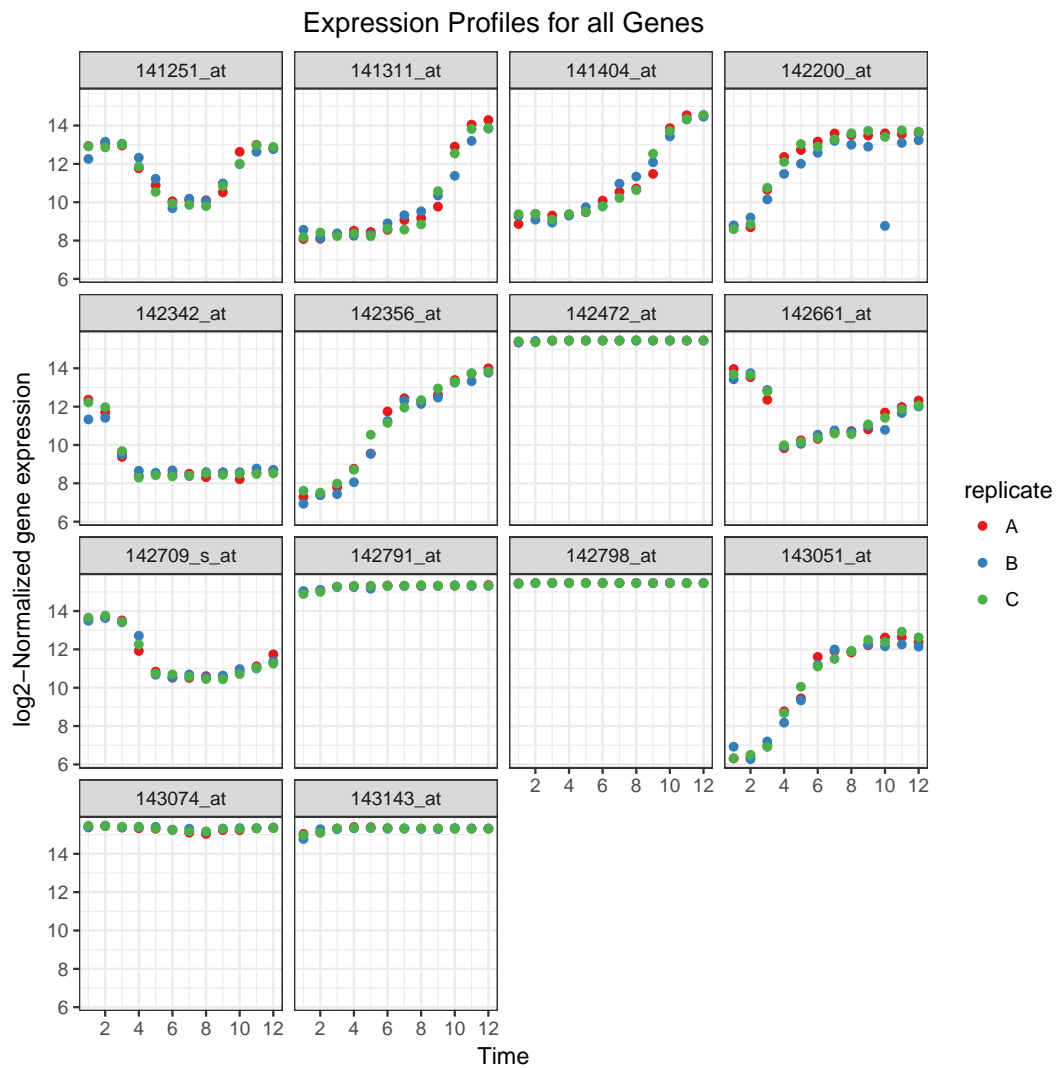 Expression Profiles for all Genes
141251_at 141311_at 141404_at 142200_at
14
12
10
8
6
142342_at 142356_at 142472_at 142661_at
14
12
10
8
6
142709_s_at 142791_at 142798_at 143051_at
14
12
10
8
6
2 4 6 8 10 12 2 4 6 8 10 12
143074_at 143143_at
14
12
10
8
6
2 4 6 8 10 12 2 4 6 8 10 12
Time
log2−Normalized gene expression
replicate
A
B
C